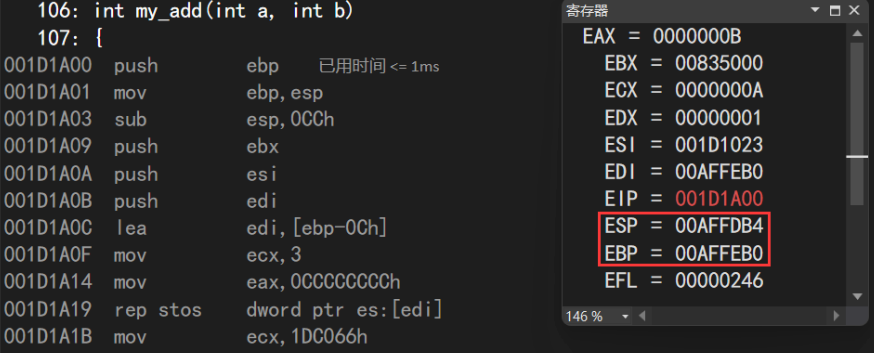 106: int my_add(int a, int b)
107: {
001D1A00 push ebp 已用时间 <= 1ms
001D1A01 mov ebp,esp
001D1A03 sub esp,0CCh
001D1A09 push ebx
001D1A0A push esi
001D1A0B push edi
001D1A0C lea edi,[ebp-0Ch]
001D1A0F mov ecx,3
001D1A14 mov eax,0CCCCCCCCh
001D1A19 rep stos dword ptr es:[edi]
001D1A1B mov ecx,1DC066h
寄存器
EAX = 0000000B
EBX = 00835000
ECX = 0000000A
EDX = 00000001
ESI = 001D1023
EDI = 00AFFEB0
EIP = 001D1A00
ESP = 00AFFDB4
EBP = 00AFFEB0
EFL = 00000246
146 %